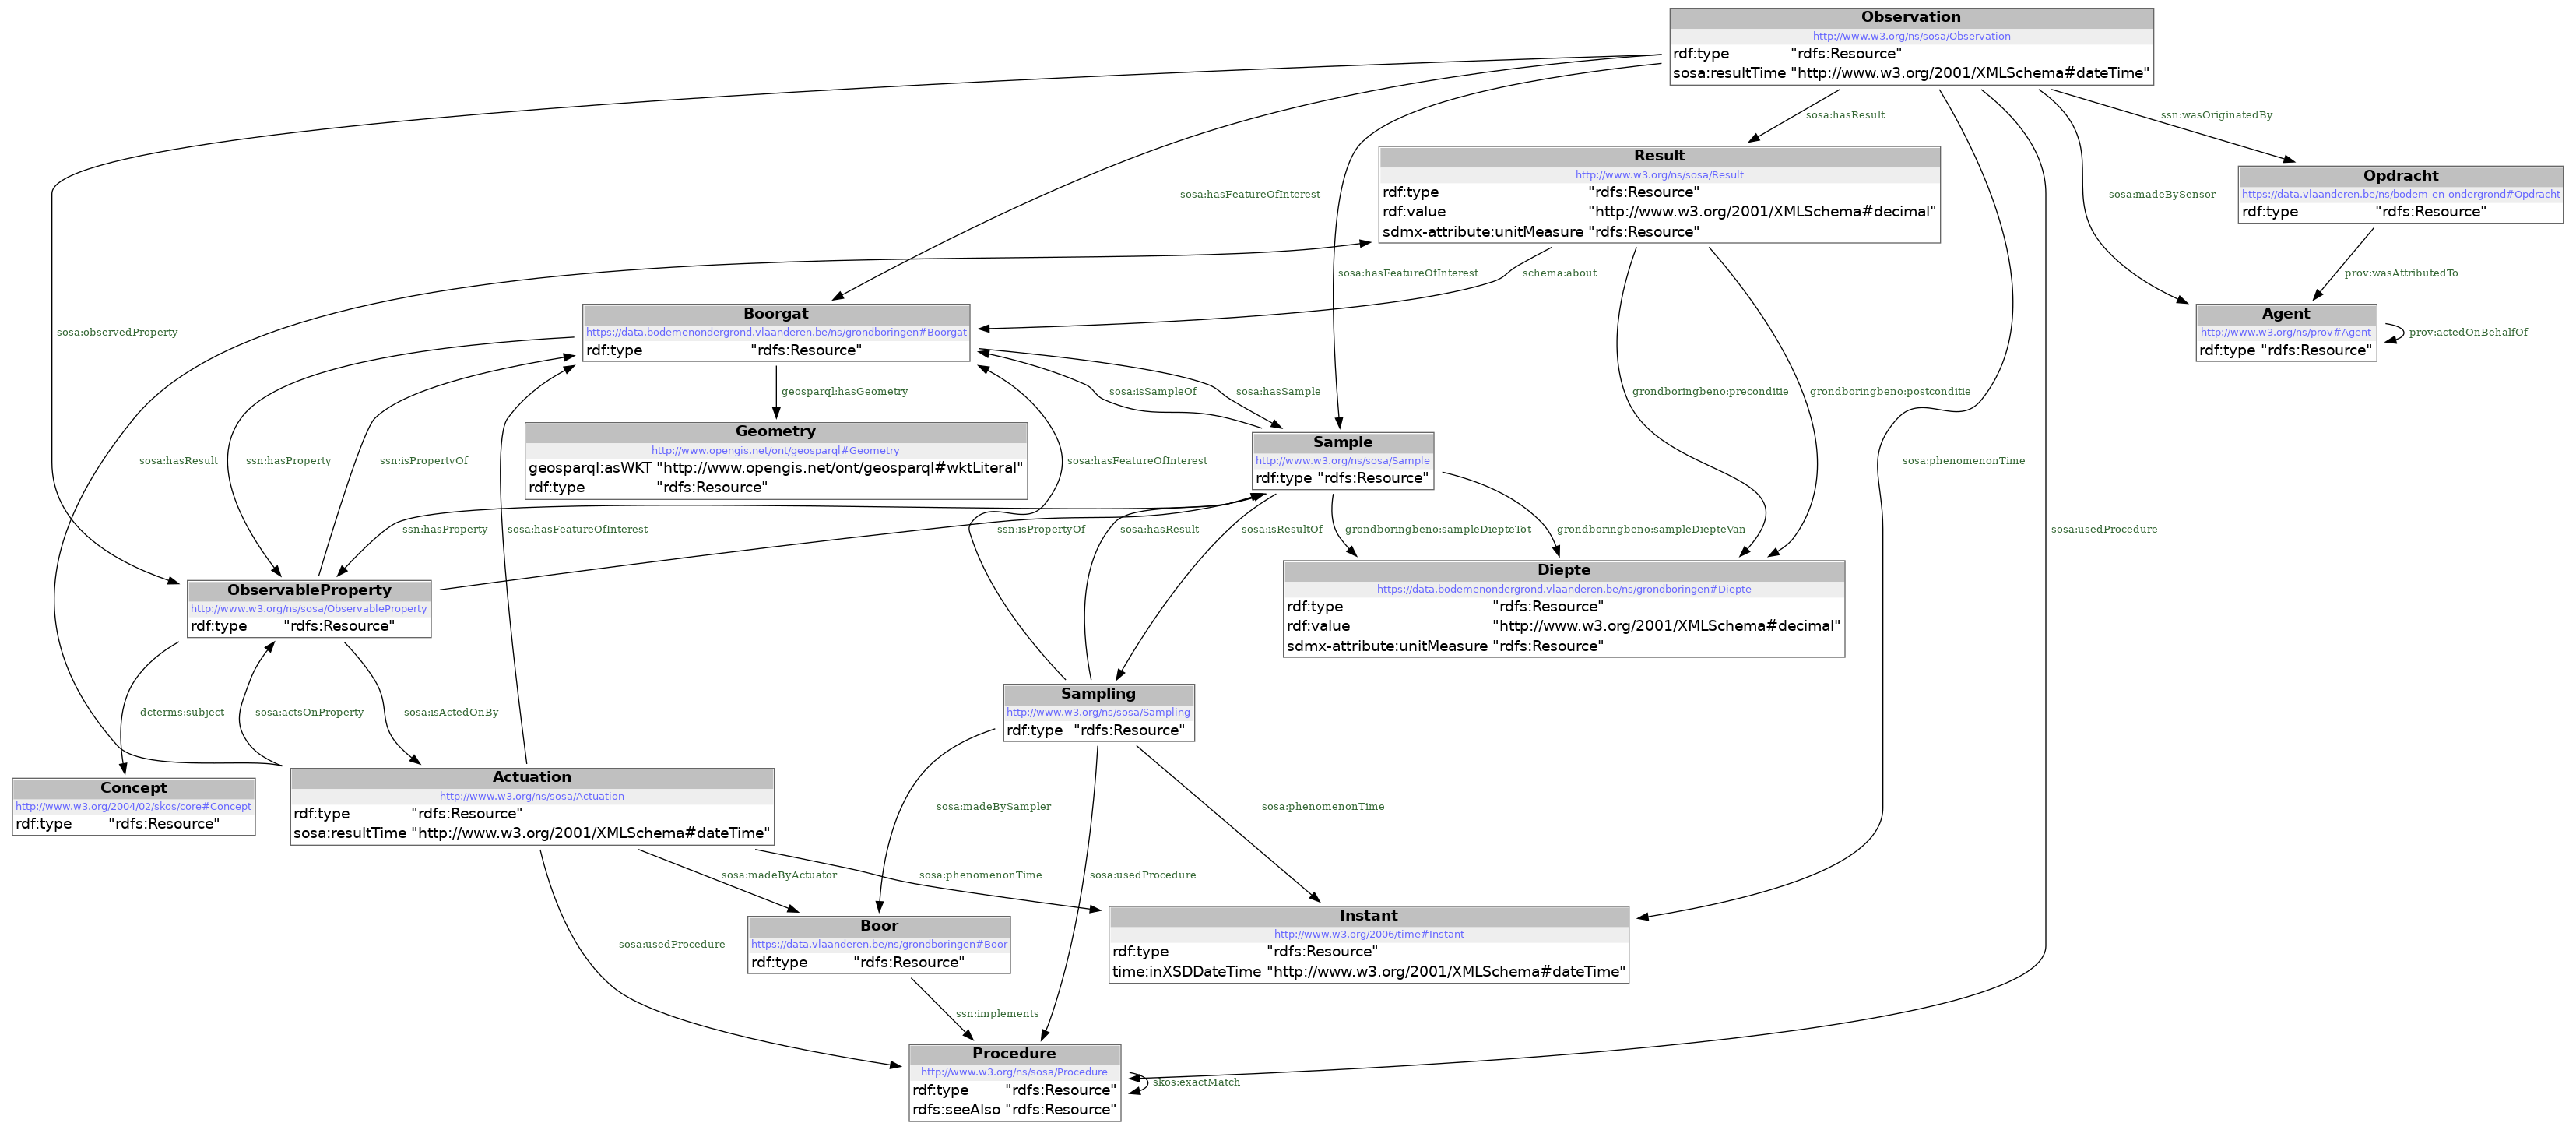 Observation
http://www.w3.org/ns/sosa/Observation
rdf:type "rdfs:Resource"
sosa:resultTime "http://www.w3.org/2001/XMLSchema#dateTime"
sosa:hasResult
ssn:wasOriginatedBy
Result
http://www.w3.org/ns/sosa/Result
rdf:type "rdfs:Resource"
rdf:value "http://www.w3.org/2001/XMLSchema#decimal"
sdmx-attribute:unitMeasure "rdfs:Resource"
Opdracht
https://data.vlaanderen.be/ns/bodem-en-ondergrond#Opdracht
rdf:type "rdfs:Resource"
sosa:hasFeatureOfInterest
sosa:madeBySensor
sosa:hasFeatureOfInterest
schema:about
prov:wasAttributedTo
sosa:observedProperty
Boorgat
https://data.bodemenondergrond.vlaanderen.be/ns/grondboringen#Boorgat
rdf:type "rdfs:Resource"
Agent
http://www.w3.org/ns/prov#Agent
rdf:type "rdfs:Resource"
prov:actedOnBehalfOf
geosparql:hasGeometry
sosa:isSampleOf
sosa:hasSample
grondboringbeno:preconditie
grondboringbeno:postconditie
sosa:hasResult
ssn:hasProperty
ssn:isPropertyOf
Geometry
http://www.opengis.net/ont/geosparql#Geometry
geosparql:asWKT "http://www.opengis.net/ont/geosparql#wktLiteral"
rdf:type "rdfs:Resource"
sosa:hasFeatureOfInterest
Sample
http://www.w3.org/ns/sosa/Sample
rdf:type "rdfs:Resource"
sosa:phenomenonTime
ssn:hasProperty
sosa:hasFeatureOfInterest
ssn:isPropertyOf
sosa:hasResult
sosa:isResultOf
grondboringbeno:sampleDiepteTot
grondboringbeno:sampleDiepteVan
sosa:usedProcedure
ObservableProperty
http://www.w3.org/ns/sosa/ObservableProperty
rdf:type "rdfs:Resource"
Diepte
https://data.bodemenondergrond.vlaanderen.be/ns/grondboringen#Diepte
rdf:type "rdfs:Resource"
rdf:value "http://www.w3.org/2001/XMLSchema#decimal"
sdmx-attribute:unitMeasure "rdfs:Resource"
dcterms:subject
sosa:actsOnProperty
sosa:isActedOnBy
Sampling
http://www.w3.org/ns/sosa/Sampling
rdf:type "rdfs:Resource"
Concept
http://www.w3.org/2004/02/skos/core#Concept
rdf:type "rdfs:Resource"
Actuation
http://www.w3.org/ns/sosa/Actuation
rdf:type "rdfs:Resource"
sosa:resultTime "http://www.w3.org/2001/XMLSchema#dateTime"
sosa:madeBySampler
sosa:phenomenonTime
sosa:madeByActuator
sosa:phenomenonTime
sosa:usedProcedure
sosa:usedProcedure
Boor
https://data.vlaanderen.be/ns/grondboringen#Boor
rdf:type "rdfs:Resource"
Instant
http://www.w3.org/2006/time#Instant
rdf:type "rdfs:Resource"
time:inXSDDateTime "http://www.w3.org/2001/XMLSchema#dateTime"
ssn:implements
Procedure
http://www.w3.org/ns/sosa/Procedure
rdf:type "rdfs:Resource"
rdfs:seeAlso "rdfs:Resource"
skos:exactMatch